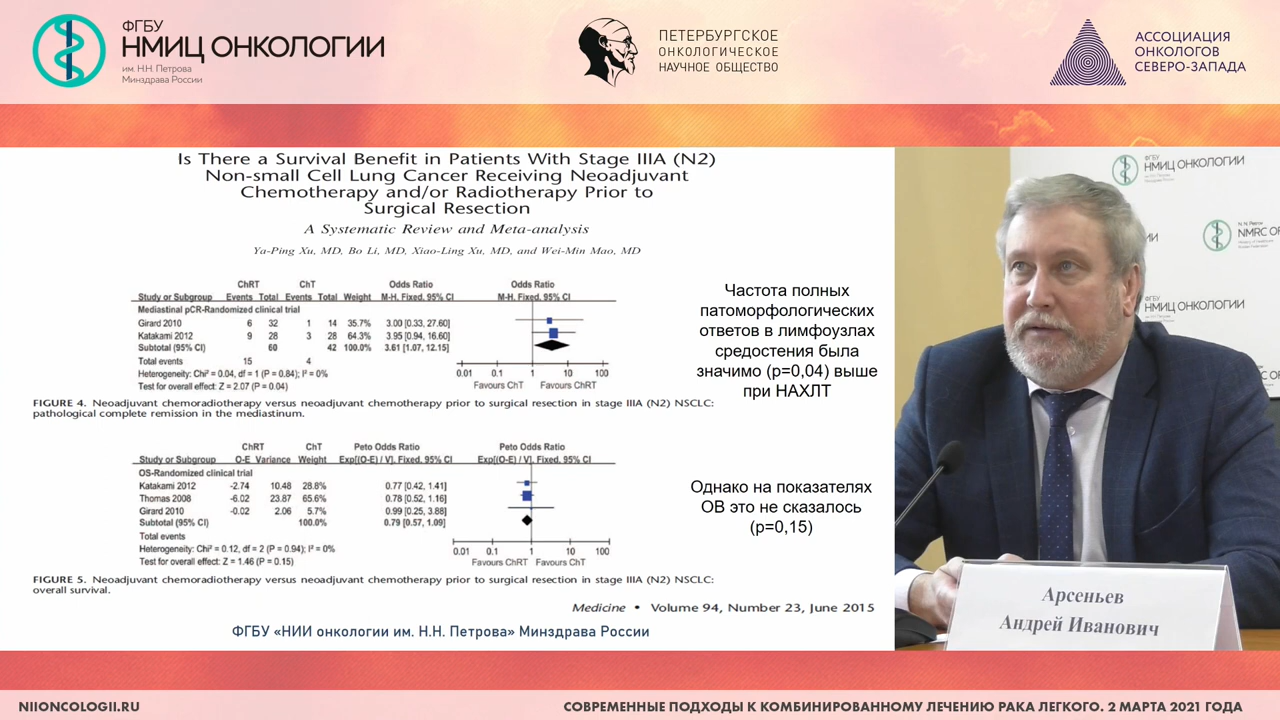 ФГБУ
НМИЦ ОНКОЛОГИИ
им. Н.Н. Петрова
Минздрава России
ПЕТЕРБУРГСКОЕ
ОНКОЛОГИЧЕСКОЕ
НАУЧНОЕ ОБЩЕСТВО
АССОЦИАЦИЯ
ОНКОЛОГОВ
СЕВЕРО-ЗАПАДА
Is There a Survival Benefit in Patients With Stage IIIA (N2)
Non-small Cell Lung Cancer Receiving Neoadjuvant
Chemotherapy and/or Radiotherapy Prior to
Surgical Resection
A Systematic Review and Meta-analysis
Ya-Ping Xu, MD, Bo Li, MD, Xiao-Ling Xu, MD, and Wei-Min Mao, MD
ChRT ChT Odds Ratio Odds Ratio
Study or Subgroup Events Total Events Total Weight M-H. Fixed. 95% CI M-H. Fixed. 95% CI
Mediastinal pCR-Randomized clinical trial
Girard 2010 6 32 1 14 35.7% 3.00 [0.33, 27.60]
Katakami 2012 9 28 3 28 64.3% 3.95 [0.94, 16.60]
Subtotal (95% CI) 60 42 100.0% 3.61 [1.07, 12.15]
Total events 15 4
Heterogeneity: Chi² = 0.04, df = 1 (P = 0.84); I² = 0%
Test for overall effect: Z = 2.07 (P = 0.04)
0.01 0.1 1 10 100
Favours ChT Favours ChRT
FIGURE 4. Neoadjuvant chemoradiotherapy versus neoadjuvant chemotherapy prior to surgical resection in stage IIIA (N2) NSCLC:
pathological complete remission in the mediastinum.
Частота полных
патоморфологических
ответов в лимфоузлах
средостения была
значимо (p=0,04) выше
при НАХЛТ
ChRT ChT Peto Odds Ratio Peto Odds Ratio
Study or Subgroup O-E Variance Weight Exp[(O-E) / V], Fixed, 95% CI Exp[(O-E) / V], Fixed, 95% CI
OS-Randomized clinical trial
Katakami 2012 -2.74 10.48 28.8% 0.77 [0.42, 1.41]
Thomas 2008 -6.02 23.87 65.6% 0.78 [0.52, 1.16]
Girard 2010 -0.02 2.06 5.7% 0.99 [0.25, 3.88]
Subtotal (95% CI) 100.0% 0.79 [0.57, 1.09]
Total events
Heterogeneity: Chi² = 0.12, df = 2 (P = 0.94); I² = 0%
Test for overall effect: Z = 1.46 (P = 0.15)
0.01 0.1 1 10 100
Favours ChRT Favours ChT
FIGURE 5. Neoadjuvant chemoradiotherapy versus neoadjuvant chemotherapy prior to surgical resection in stage IIIA (N2) NSCLC:
overall survival.
Однако на показателях
ОВ это не сказалось
(p=0,15)
Medicine • Volume 94, Number 23, June 2015
ФГБУ «НИИ онкологии им. Н.Н. Петрова» Минздрава России
ФГБУ
НМИЦ ОНКОЛОГИИ
N.N. Petrov
NMRC OF
НМИЦ ОНКОЛОГИИ
Арсеньев
Андрей Иванович
NIIONCOLOGII.RU
СОВРЕМЕННЫЕ ПОДХОДЫ К КОМБИНИРОВАННОМУ ЛЕЧЕНИЮ РАКА ЛЕГКОГО. 2 МАРТА 2021 ГОДА